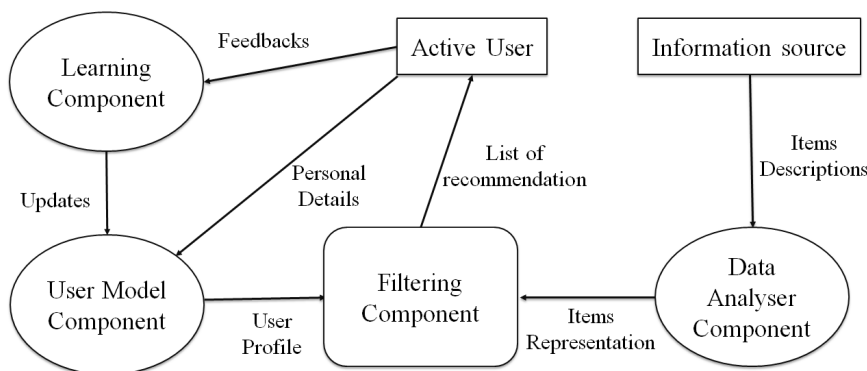 Feedbacks
Active User
Information source
Learning
Component
List of
recommendation
Items
Descriptions
Personal
Details
Updates
User Model
Component
Filtering
Component
Data
Analyser
Component
User
Profile
Items
Representation